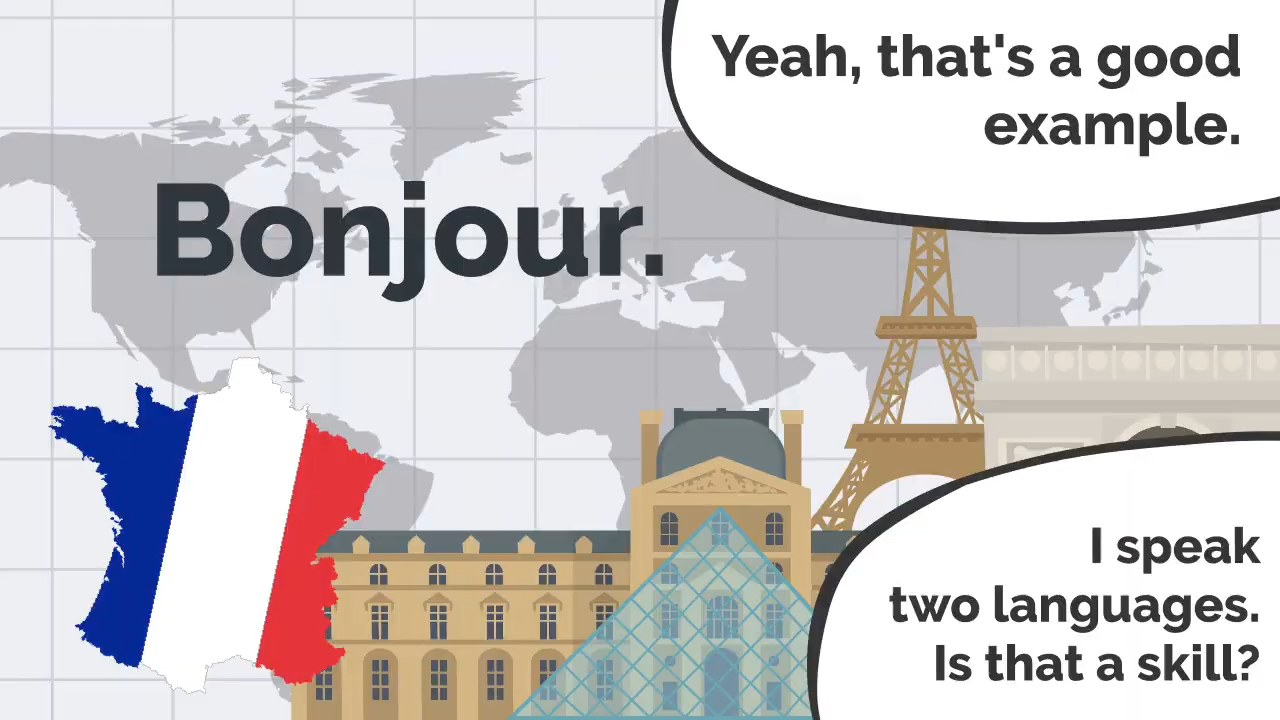 Yeah, that's a good
example.
Bonjour.
I speak
two languages.
Is that a skill?